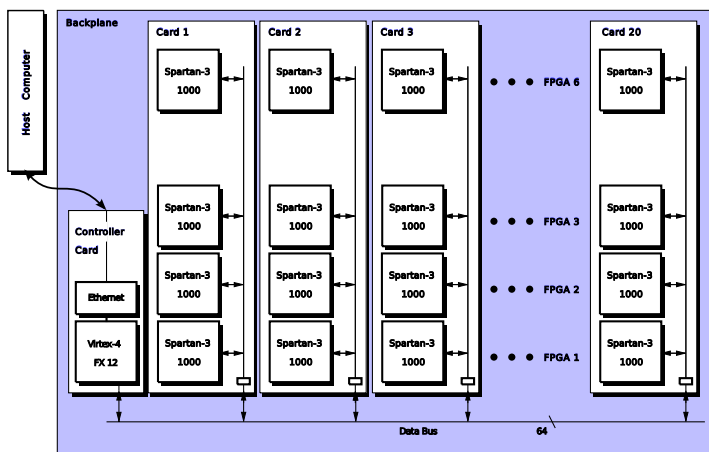 Backplane
Host Computer
Card 1
Card 2
Card 3
Card 20
Spartan-3
1000
Spartan-3
1000
Spartan-3
1000
FPGA 6
Spartan-3
1000
Spartan-3
1000
Spartan-3
1000
Spartan-3
1000
FPGA 3
Spartan-3
1000
Controller
Card
Spartan-3
1000
Spartan-3
1000
Spartan-3
1000
FPGA 2
Spartan-3
1000
Ethernet
Virtex-4
FX 12
Spartan-3
1000
Spartan-3
1000
Spartan-3
1000
FPGA 1
Spartan-3
1000
Data Bus
64